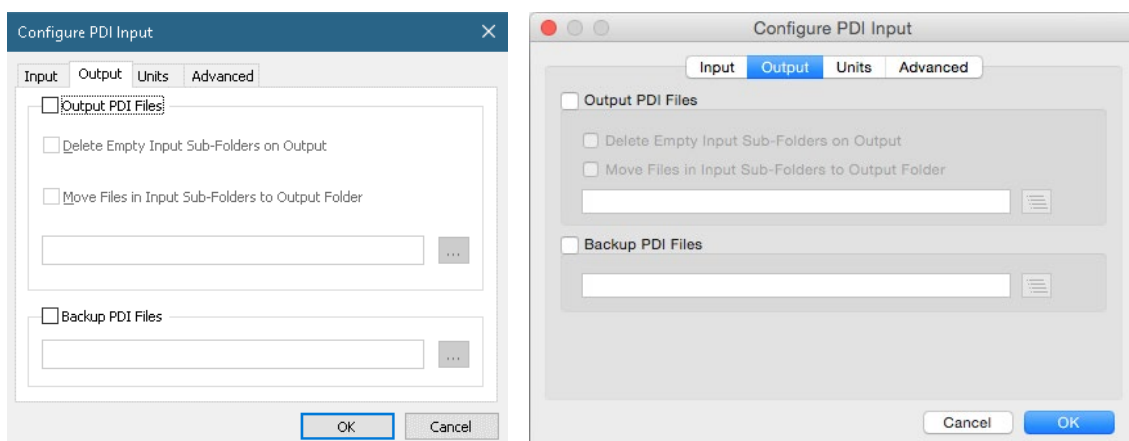 Configure PDI Input
Input Output Units Advanced
Output PDI Files
Delete Empty Input Sub-Folders on Output
Move Files in Input Sub-Folders to Output Folder
...
Backup PDI Files
...
OK Cancel
Configure PDI Input
Input Output Units Advanced
Output PDI Files
Delete Empty Input Sub-Folders on Output
Move Files in Input Sub-Folders to Output Folder
Backup PDI Files
Cancel OK